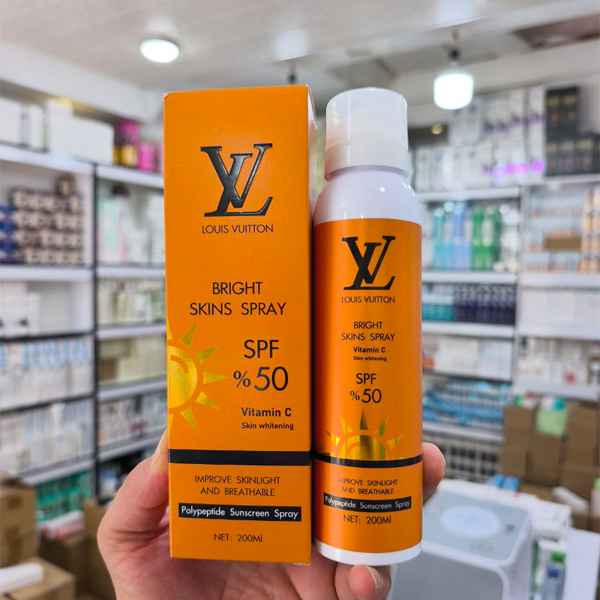 LV
LOUIS VUITTON
BRIGHT
SKINS SPRAY
SPF
%50
Vitamin C
Skin whitening
IMPROVE SKINLIGHT
AND BREATHABLE
Polypeptide Sunscreen Spray
NET: 200Ml
LV
LOUIS VUITTON
BRIGHT
SKINS SPRAY
Vitamin C
Skin whitening
SPF
%50
IMPROVE SKINLIGHT
AND BREATHABLE
Polypeptide Sunscreen Spray
NET: 200Ml